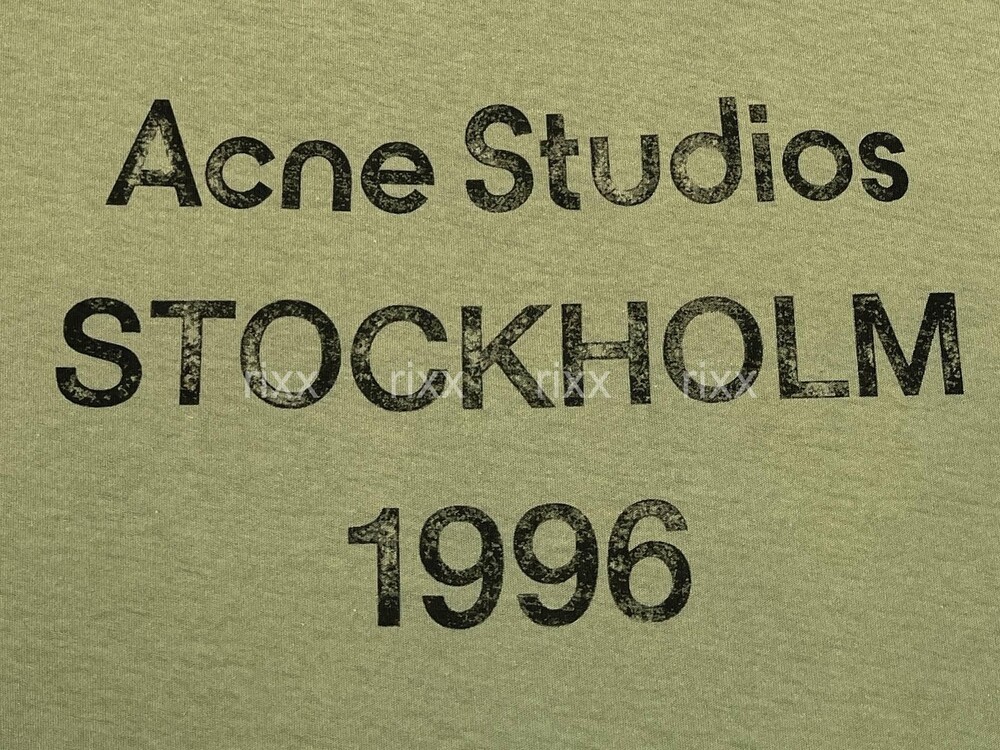 Acne Studios
STOCKHOLM
rixx rixx rixx rixx
1996